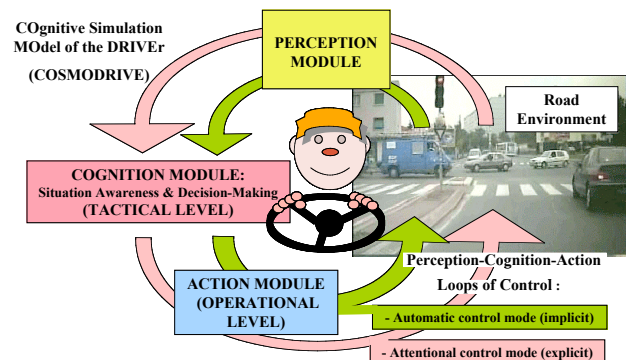 COgnitive Simulation
MOdel of the DRIVEr
(COSMODRIVE)
PERCEPTION
MODULE
Road
Environment
COGNITION MODULE:
Situation Awareness & Decision-Making
(TACTICAL LEVEL)
ACTION MODULE
(OPERATIONAL
LEVEL)
Perception-Cognition-Action
Loops of Control :
- Automatic control mode (implicit)
- Attentional control mode (explicit)